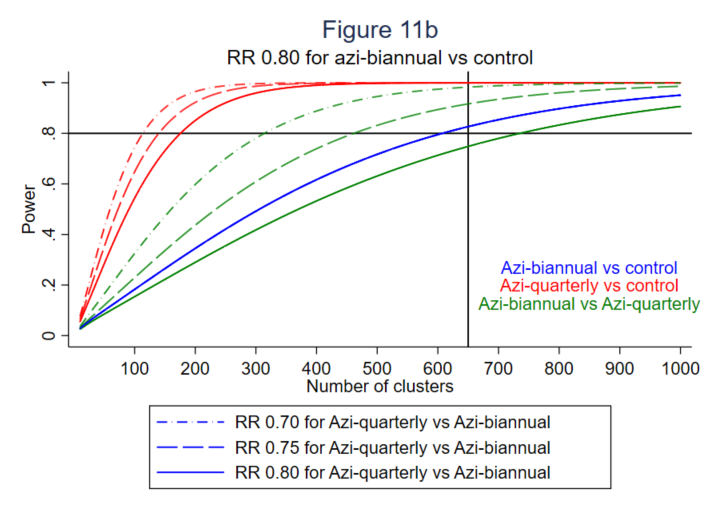 Figure 11b
RR 0.80 for azi-biannual vs control
1
.8
.6
.4
.2
0
Power
Azi-biannual vs control
Azi-quarterly vs control
Azi-biannual vs Azi-quarterly
100 200 300 400 500 600 700 800 900 1000
Number of clusters
RR 0.70 for Azi-quarterly vs Azi-biannual
RR 0.75 for Azi-quarterly vs Azi-biannual
RR 0.80 for Azi-quarterly vs Azi-biannual